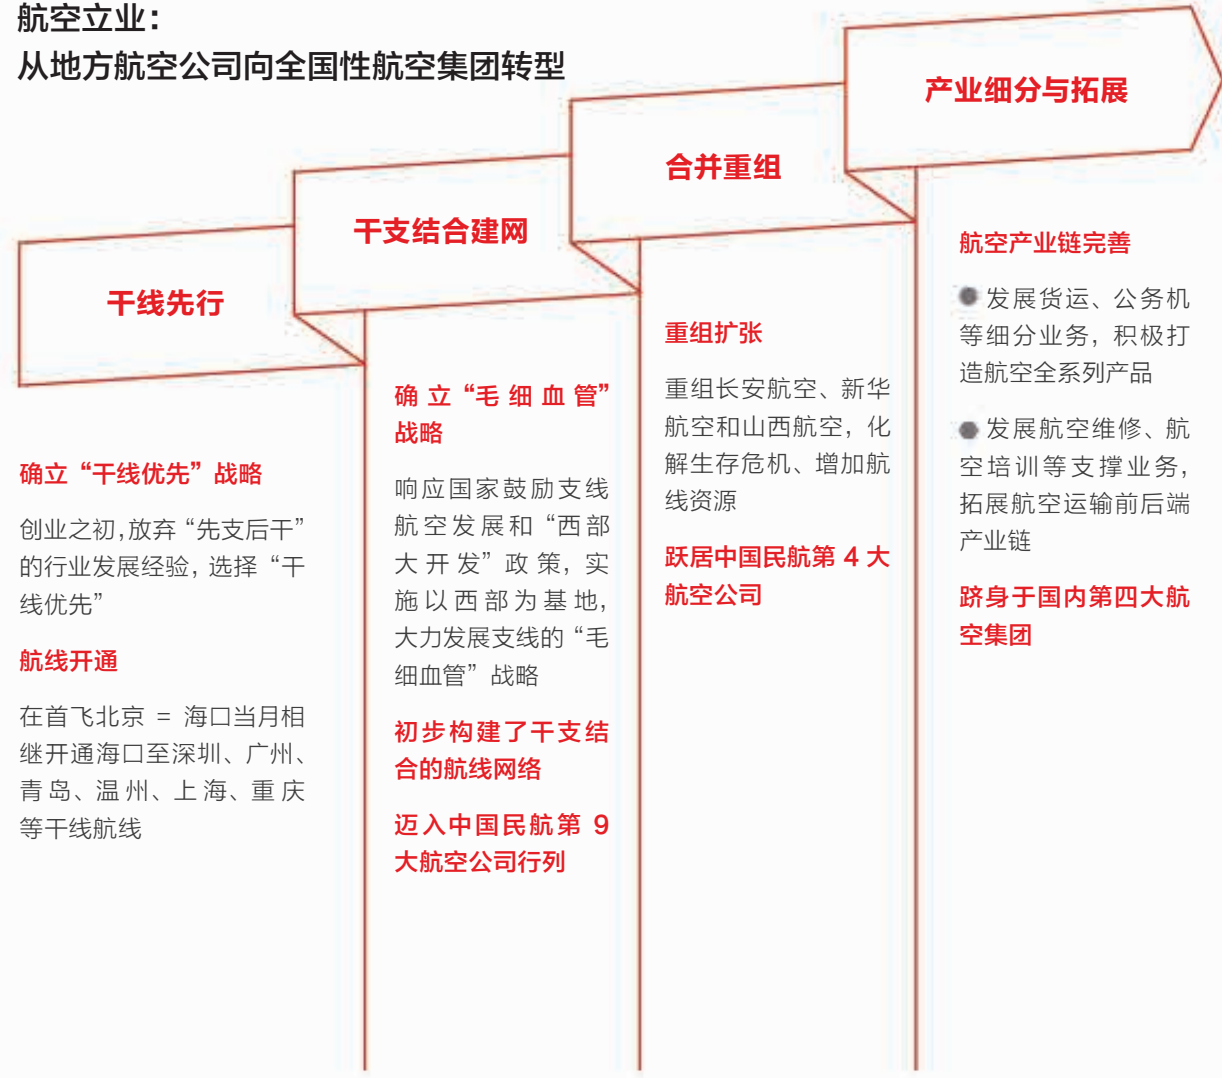 航空立业：
从地方航空公司向全国性航空集团转型
干线先行
确立“干线优先”战略
创业之初,放弃“先支后干”
的行业发展经验，选择“干
线优先”
航线开通
在首飞北京 = 海口当月相
继开通海口至深圳、广州、
青岛、温州、上海、重庆
等干线航线
干支结合建网
确立“毛细血管”
战略
响应国家鼓励支线
航空发展和“西部
大开发”政策，实
施以西部为基地，
大力发展支线的“毛
细血管”战略
初步构建了干支结
合的航线网络
迈入中国民航第 9
大航空公司行列
合并重组
重组扩张
重组长安航空、新华
航空和山西航空，化
解生存危机、增加航
线资源
跃居中国民航第 4 大
航空公司
产业细分与拓展
航空产业链完善
● 发展货运、公务机
等细分业务，积极打
造航空全系列产品
● 发展航空维修、航
空培训等支撑业务，
拓展航空运输前后端
产业链
跻身于国内第四大航
空集团